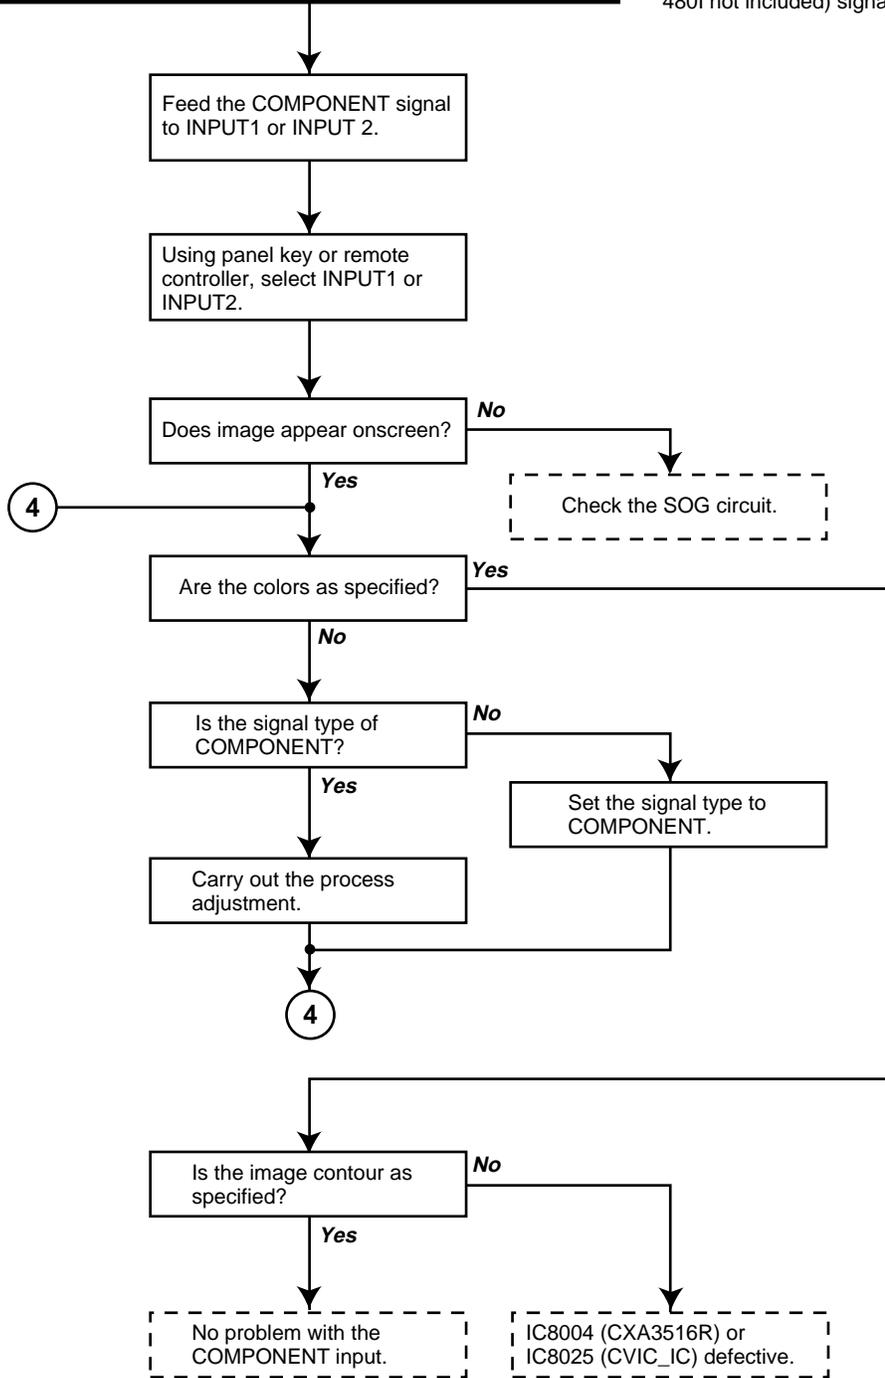 480I not included) signa
Feed the COMPONENT signal
to INPUT1 or INPUT 2.
Using panel key or remote
controller, select INPUT1 or
INPUT2.
Does image appear onscreen?
No
Yes
Check the SOG circuit.
4
Are the colors as specified?
Yes
No
Is the signal type of
COMPONENT?
No
Yes
Set the signal type to
COMPONENT.
Carry out the process
adjustment.
4
Is the image contour as
specified?
No
Yes
No problem with the
COMPONENT input.
IC8004 (CXA3516R) or
IC8025 (CVIC_IC) defective.